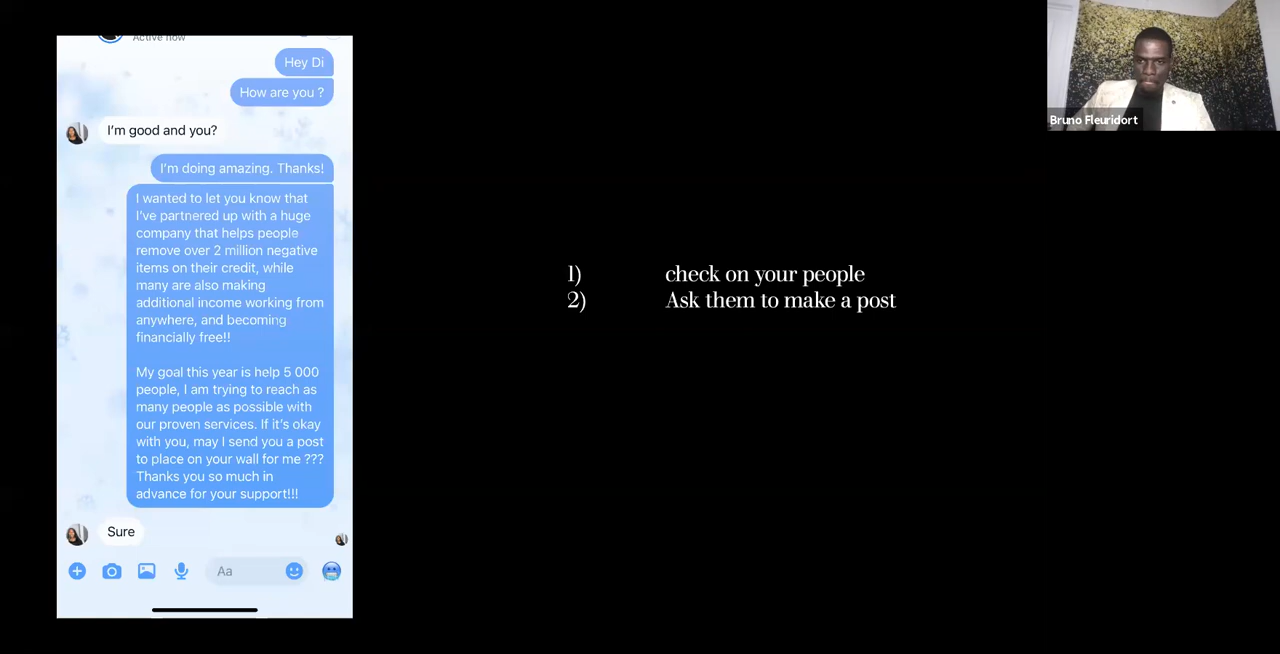 Active now
Hey Di
How are you ?
I'm good and you?
I'm doing amazing. Thanks!
I wanted to let you know that
I've partnered up with a huge
company that helps people
remove over 2 million negative
items on their credit, while
many are also making
additional income working from
anywhere, and becoming
financially free!!
My goal this year is help 5 000
people, I am trying to reach as
many people as possible with
our proven services. If it's okay
with you, may I send you a post
to place on your wall for me ???
Thanks you so much in
advance for your support!!!
Sure
Aa
1) check on your people
2) Ask them to make a post
Bruno Fleuridort